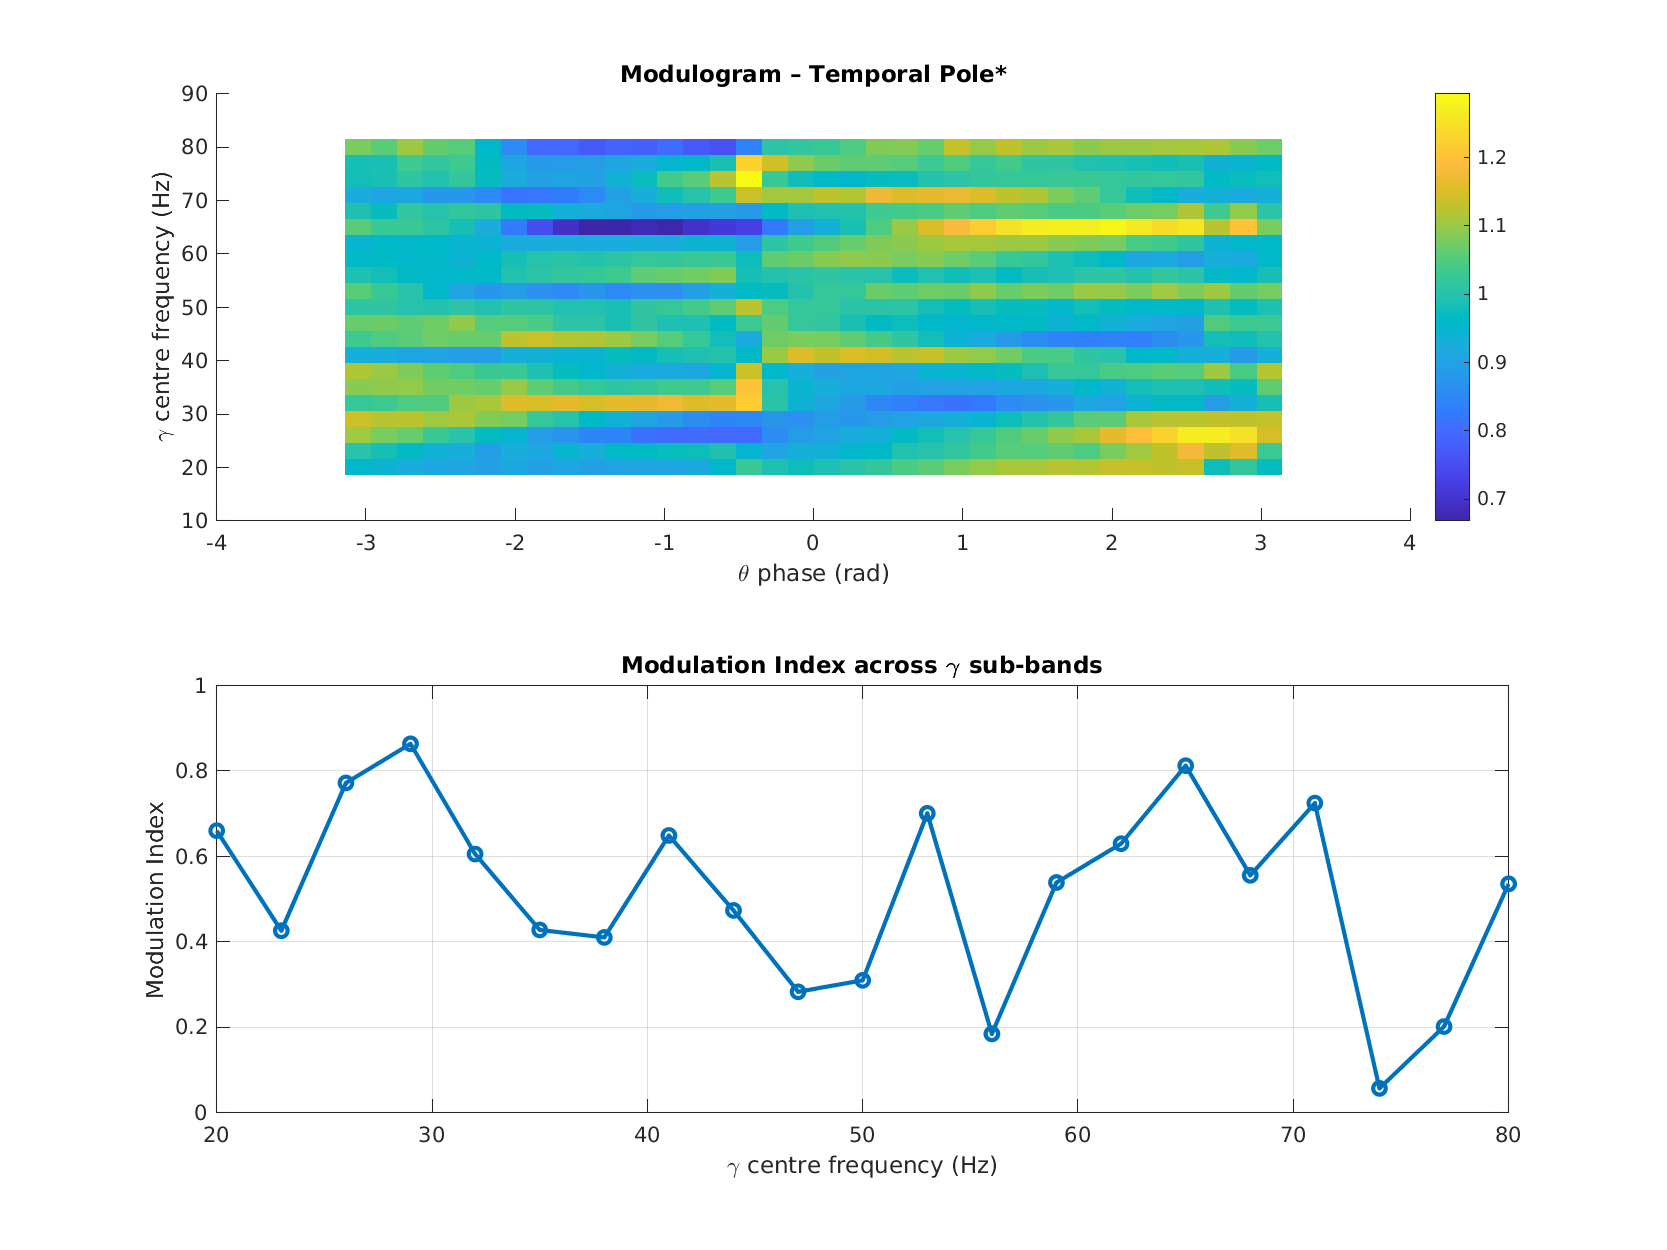 Modulogram – Temporal Pole*
90
80
70
60
50
40
30
20
10
γ centre frequency (Hz)
-4 -3 -2 -1 0 1 2 3 4
θ phase (rad)
1.2
1.1
1
0.9
0.8
0.7
Modulation Index across γ sub-bands
1
0.8
0.6
0.4
0.2
0
Modulation Index
20 30 40 50 60 70 80
γ centre frequency (Hz)